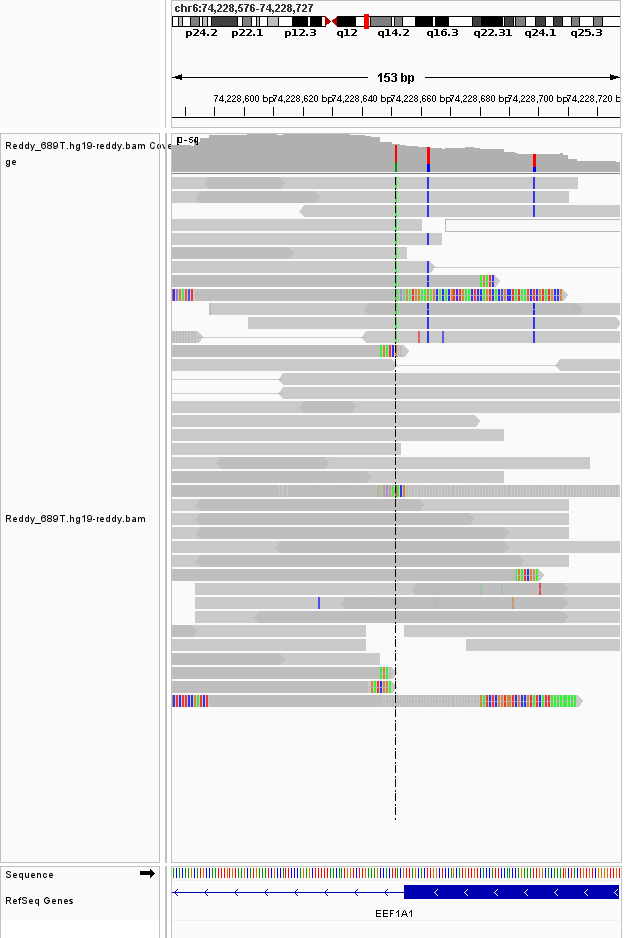 chr6:74,228,576-74,228,727
p24.2 p22.1 p12.3 q12 q14.2 q16.3 q22.31 q24.1 q25.3
153 bp
74,228,600 bp 74,228,620 bp 74,228,640 bp 74,228,660 bp 74,228,680 bp 74,228,700 bp 74,228,720 b
Reddy_689T.hg19-reddy.bam Cove
ge
Reddy_689T.hg19-reddy.bam
Sequence
RefSeq Genes
EEF1A1